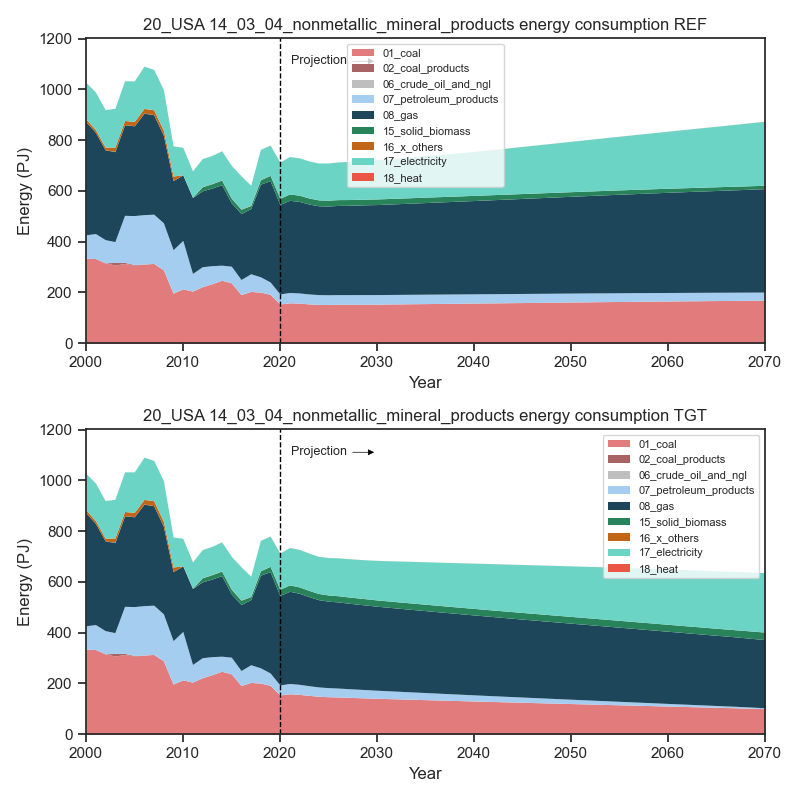 20_USA 14_03_04_nonmetallic_mineral_products energy consumption REF
Energy (PJ)
1200
1000
800
600
400
200
0
Projection
01_coal
02_coal_products
06_crude_oil_and_ngl
07_petroleum_products
08_gas
15_solid_biomass
16_x_others
17_electricity
18_heat
2000 2010 2020 2030 2040 2050 2060 2070
Year
20_USA 14_03_04_nonmetallic_mineral_products energy consumption TGT
Energy (PJ)
1200
1000
800
600
400
200
0
Projection
01_coal
02_coal_products
06_crude_oil_and_ngl
07_petroleum_products
08_gas
15_solid_biomass
16_x_others
17_electricity
18_heat
2000 2010 2020 2030 2040 2050 2060 2070
Year